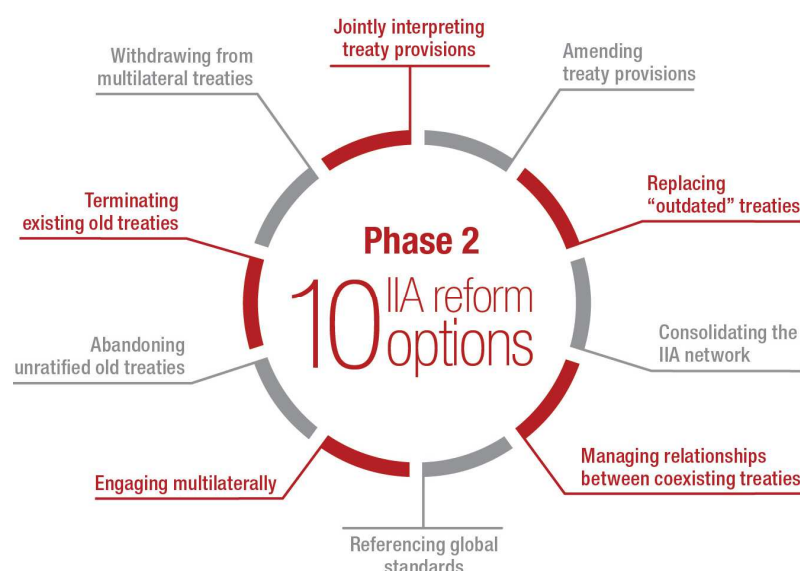 Jointly interpreting
treaty provisions
Amending
treaty provisions
Replacing
“outdated” treaties
Consolidating the
IIA network
Managing relationships
between coexisting treaties
Referencing global
standards
Engaging multilaterally
Abandoning
unratified old treaties
Terminating
existing old treaties
Withdrawing from
multilateral treaties
Phase 2
10 IIA reform
options